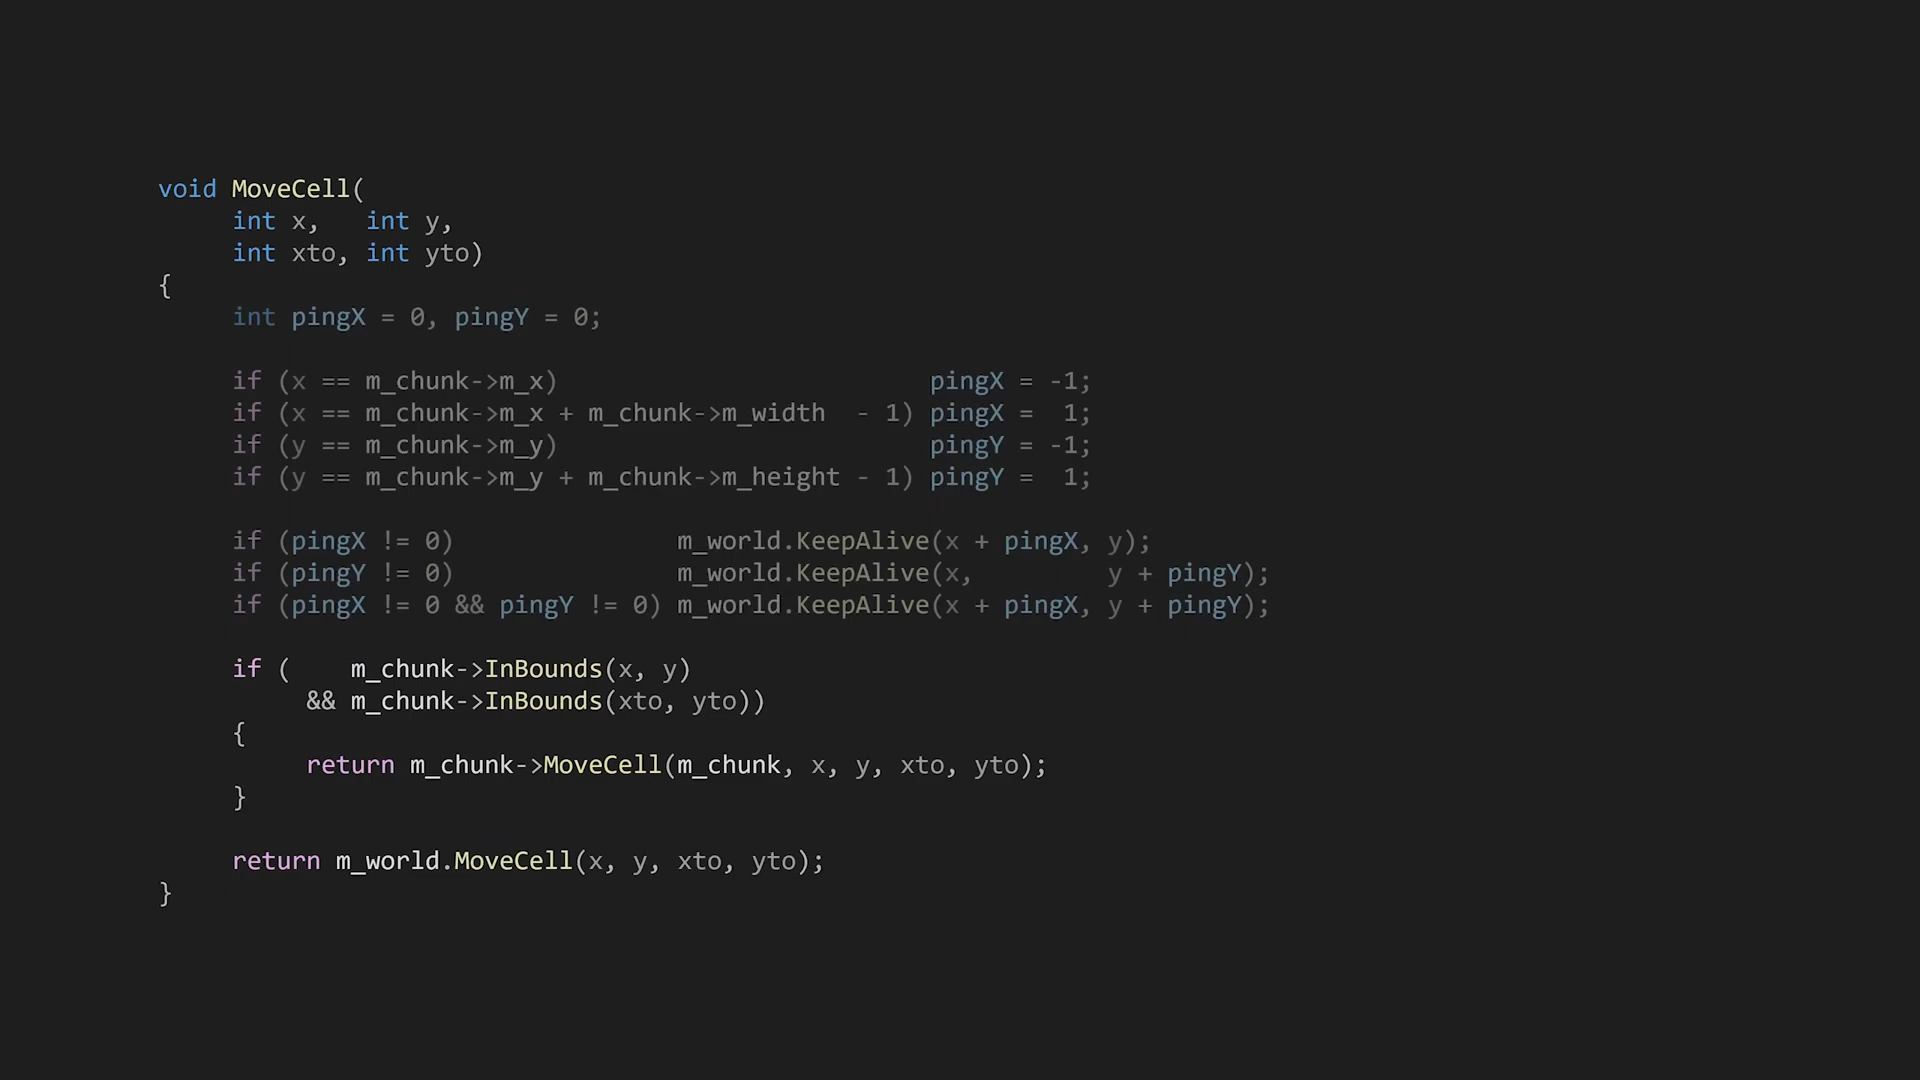 void MoveCell(
     int x,   int y,
     int xto, int yto)
{
     int pingX = 0, pingY = 0;

     if (x == m_chunk->m_x)                         pingX = -1;
     if (x == m_chunk->m_x + m_chunk->m_width  - 1) pingX =  1;
     if (y == m_chunk->m_y)                         pingY = -1;
     if (y == m_chunk->m_y + m_chunk->m_height - 1) pingY =  1;

     if (pingX != 0)               m_world.KeepAlive(x + pingX, y);
     if (pingY != 0)               m_world.KeepAlive(x,         y + pingY);
     if (pingX != 0 && pingY != 0) m_world.KeepAlive(x + pingX, y + pingY);

     if (    m_chunk->InBounds(x, y)
          && m_chunk->InBounds(xto, yto))
     {
          return m_chunk->MoveCell(m_chunk, x, y, xto, yto);
     }

     return m_world.MoveCell(x, y, xto, yto);
}